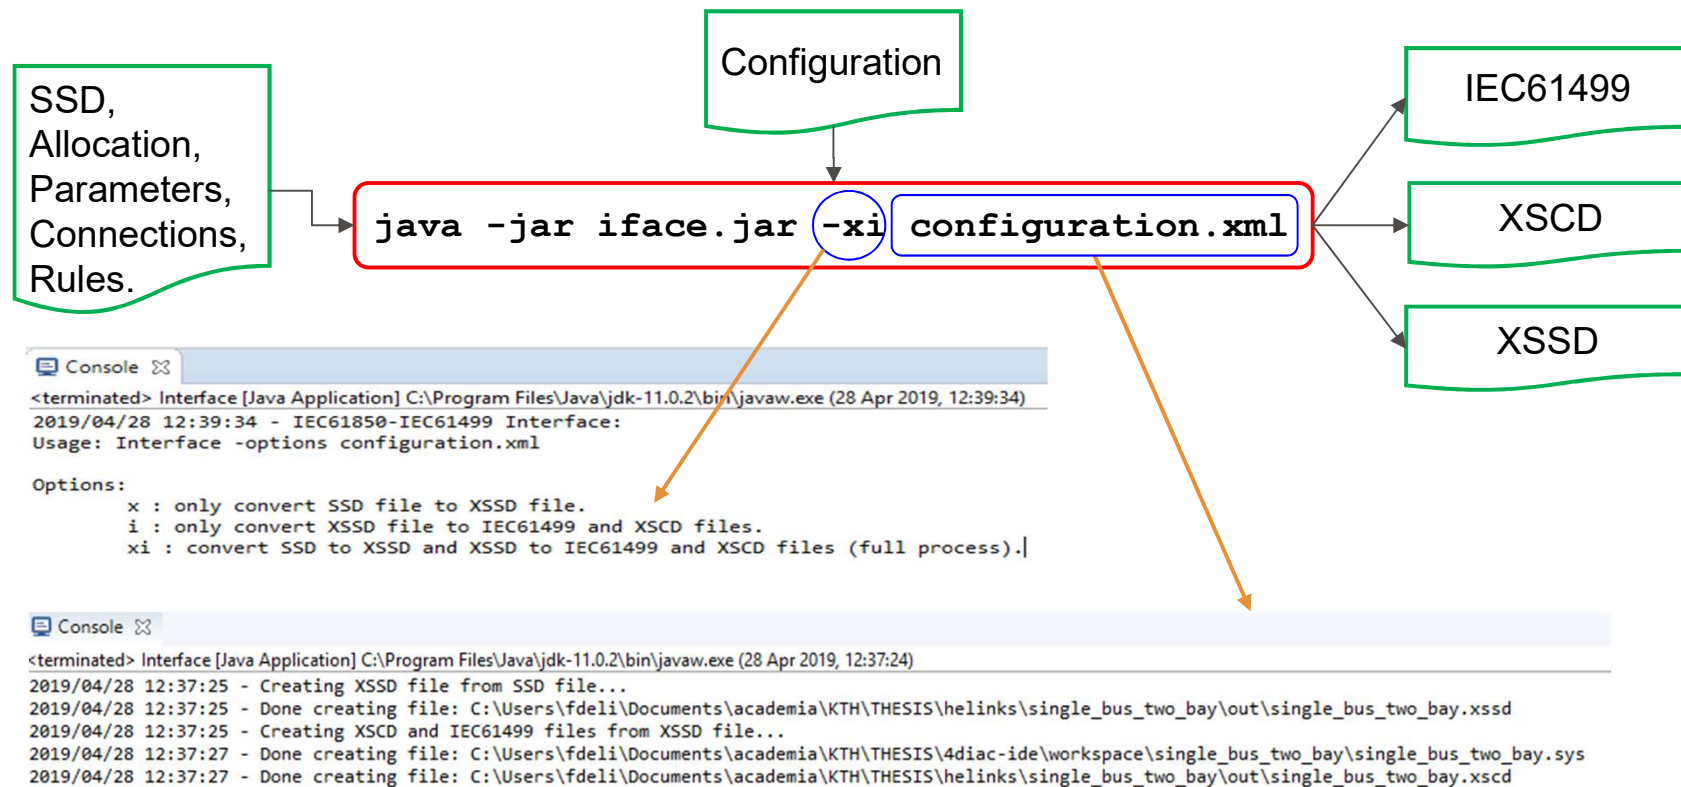 Configuration
SSD,
Allocation,
Parameters,
Connections,
Rules.
IEC61499
java -jar iface.jar -xi configuration.xml
XSCD
XSSD
Console
<terminated> Interface [Java Application] C:\Program Files\Java\jdk-11.0.2\bin\javaw.exe (28 Apr 2019, 12:39:34)
2019/04/28 12:39:34 - IEC61850-IEC61499 Interface:
Usage: Interface -options configuration.xml
Options:
x : only convert SSD file to XSSD file.
i : only convert XSSD file to IEC61499 and XSCD files.
xi : convert SSD to XSSD and XSSD to IEC61499 and XSCD files (full process).
Console
<terminated> Interface [Java Application] C:\Program Files\Java\jdk-11.0.2\bin\javaw.exe (28 Apr 2019, 12:37:24)
2019/04/28 12:37:25 - Creating XSSD file from SSD file...
2019/04/28 12:37:25 - Done creating file: C:\Users\fdeli\Documents\academia\KTH\THESIS\helinks\single_bus_two_bay\out\single_bus_two_bay.xssd
2019/04/28 12:37:25 - Creating XSCD and IEC61499 files from XSSD file...
2019/04/28 12:37:27 - Done creating file: C:\Users\fdeli\Documents\academia\KTH\THESIS\4diac-ide\workspace\single_bus_two_bay\single_bus_two_bay.sys
2019/04/28 12:37:27 - Done creating file: C:\Users\fdeli\Documents\academia\KTH\THESIS\helinks\single_bus_two_bay\out\single_bus_two_bay.xscd